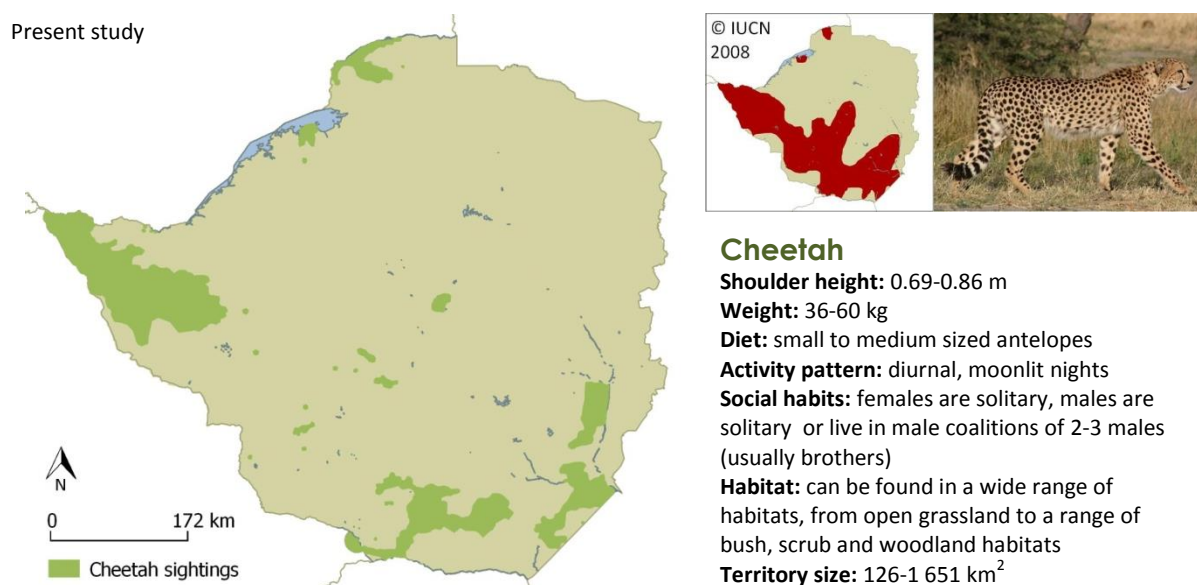 Present study
N
0 172 km
Cheetah sightings
© IUCN
2008
Cheetah
Shoulder height: 0.69-0.86 m
Weight: 36-60 kg
Diet: small to medium sized antelopes
Activity pattern: diurnal, moonlit nights
Social habits: females are solitary, males are
solitary or live in male coalitions of 2-3 males
(usually brothers)
Habitat: can be found in a wide range of
habitats, from open grassland to a range of
bush, scrub and woodland habitats
Territory size: 126-1 651 km²